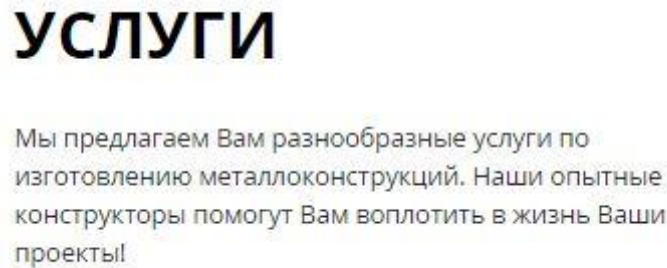 УСЛУГИ
Мы предлагаем Вам разнообразные услуги по
изготовлению металлоконструкций. Наши опытные
конструкторы помогут Вам воплотить в жизнь Ваши
проекты!